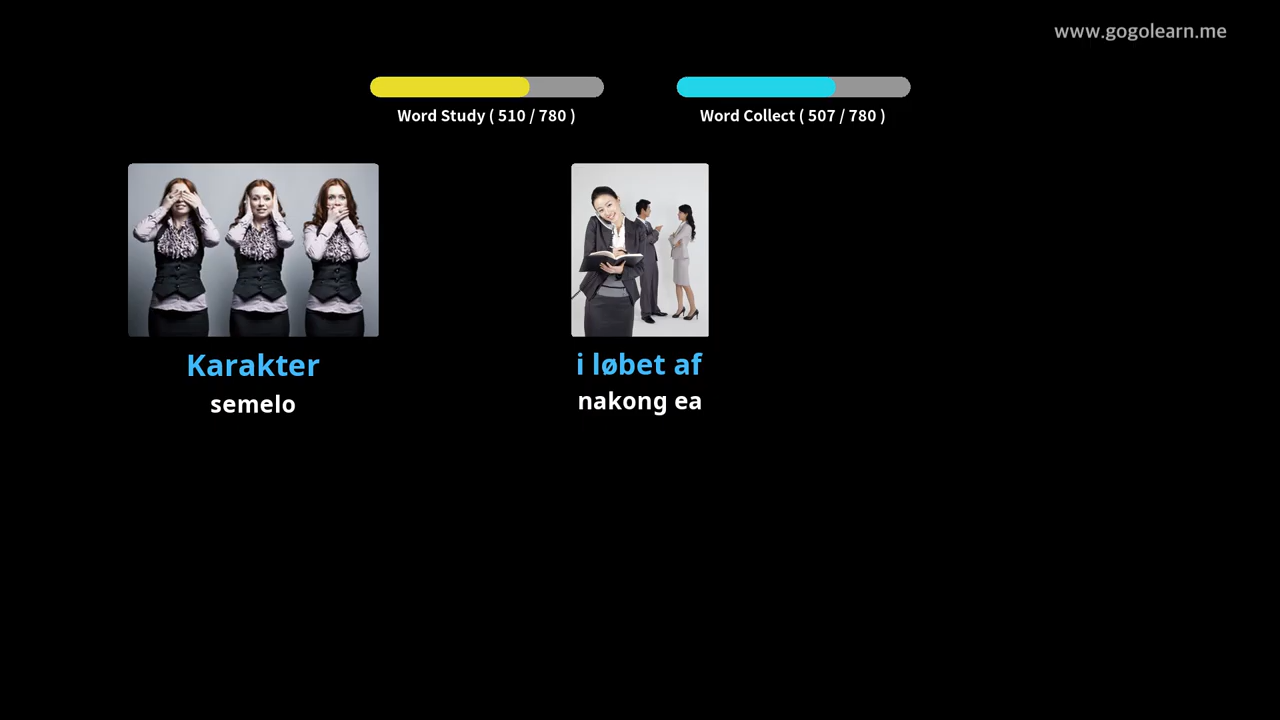 www.gogolearn.me
Word Study ( 510 / 780 )
Word Collect ( 507 / 780 )
Karakter
semelo
i løbet af
nakong ea